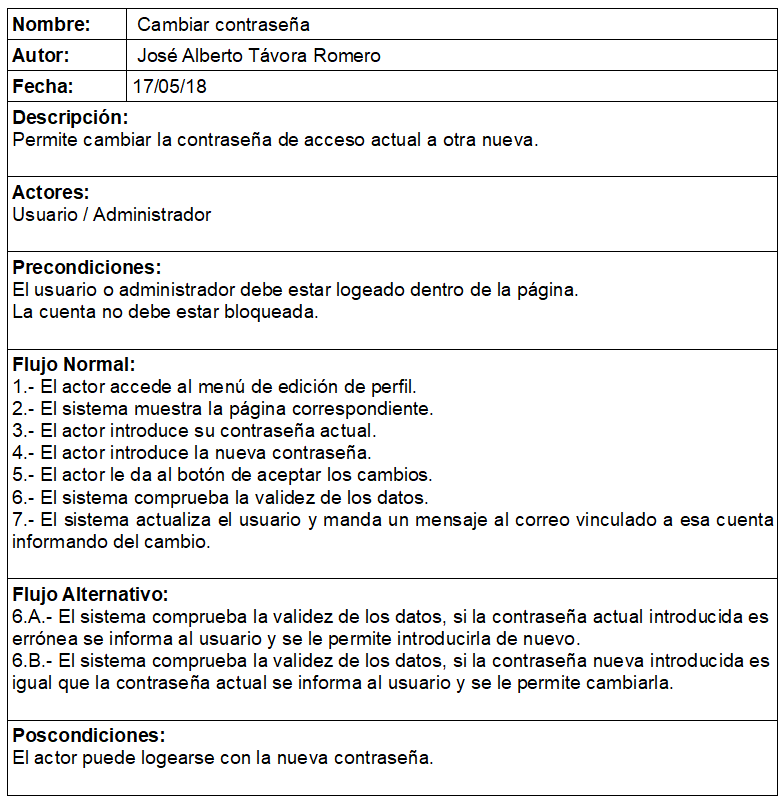 Nombre: Cambiar contraseña
Autor: José Alberto Távora Romero
Fecha: 17/05/18
Descripción:
Permite cambiar la contraseña de acceso actual a otra nueva.
Actores:
Usuario / Administrador
Precondiciones:
El usuario o administrador debe estar logeado dentro de la página.
La cuenta no debe estar bloqueada.
Flujo Normal:
1.- El actor accede al menú de edición de perfil.
2.- El sistema muestra la página correspondiente.
3.- El actor introduce su contraseña actual.
4.- El actor introduce la nueva contraseña.
5.- El actor le da al botón de aceptar los cambios.
6.- El sistema comprueba la validez de los datos.
7.- El sistema actualiza el usuario y manda un mensaje al correo vinculado a esa cuenta
informando del cambio.
Flujo Alternativo:
6.A.- El sistema comprueba la validez de los datos, si la contraseña actual introducida es
errónea se informa al usuario y se le permite introducirla de nuevo.
6.B.- El sistema comprueba la validez de los datos, si la contraseña nueva introducida es
igual que la contraseña actual se informa al usuario y se le permite cambiarla.
Poscondiciones:
El actor puede logearse con la nueva contraseña.